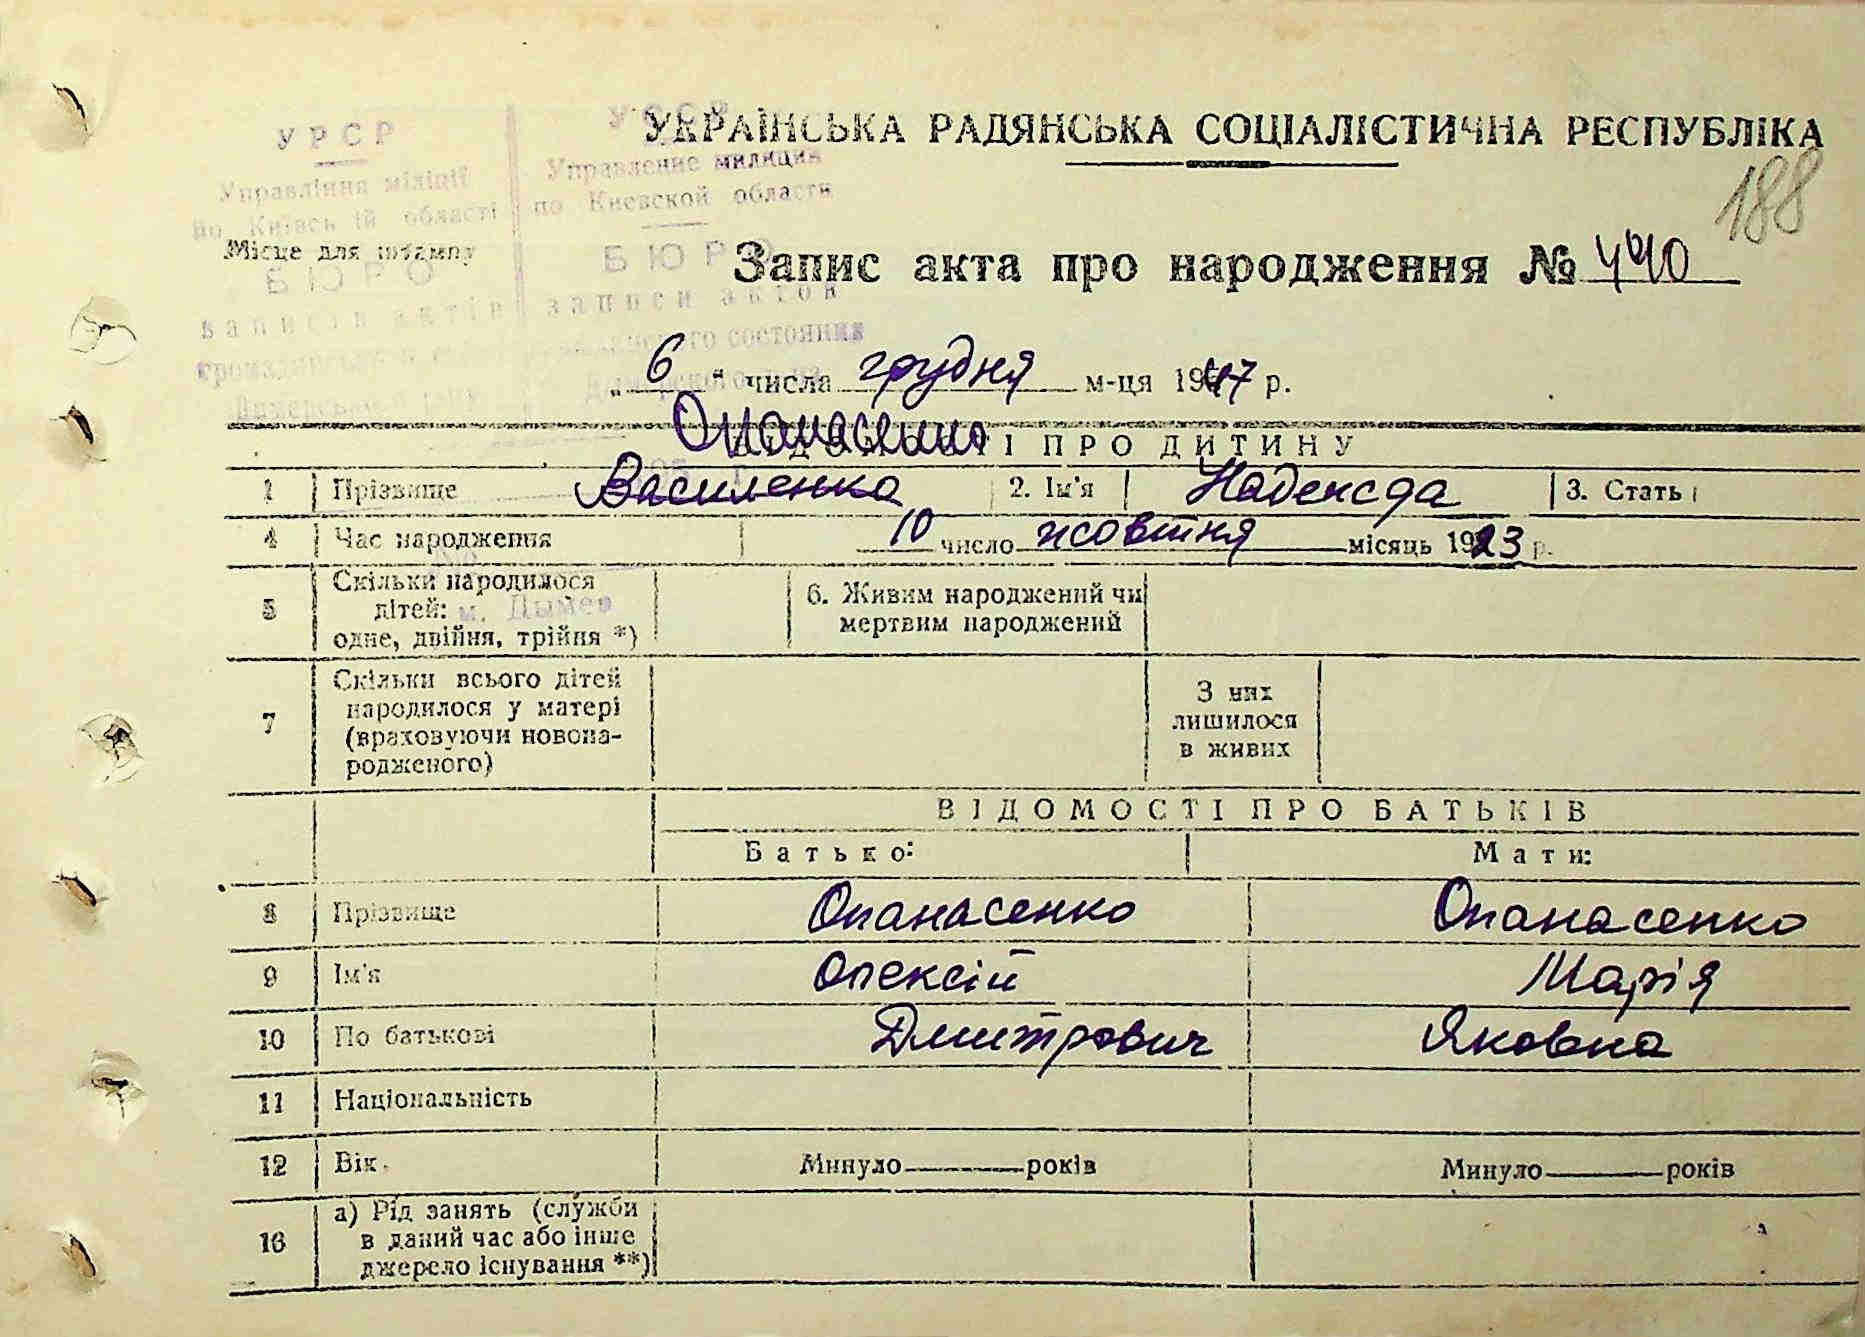 УРСР
Управління міліції
по Київській області
БЮРО
записів актів
УССР
Управление милиции
по Киевской области
БЮРО
записи актов
гражданского состояния
Дымерского
м. Дымер
УКРАЇНСЬКА РАДЯНСЬКА СОЦІАЛІСТИЧНА РЕСПУБЛІКА
188
Місце для штампу
Запис акта про народження №
„ 6 “ числа грудня м-ця 1947 р.
Опанасенко
ВІДОМОСТІ ПРО ДИТИНУ
1 Прізвище Василенко 2. Ім'я Надежда 3. Стать
4 Час народження 10 число жовтня місяць 1923 р.
5 Скільки народилося
дітей:
одне, двійня, трійня *)
6. Живим народжений чи
мертвим народжений
7 Скільки всього дітей
народилося у матері
(враховуючи новона-
родженого)
З них
лишилося
в живих
ВІДОМОСТІ ПРО БАТЬКІВ
Батько: Мати:
8 Прізвище Опанасенко Опанасенко
9 Ім'я Олексій Марія
10 По батькові Дмитрович Яковна
11 Національність
12 Вік. Минуло ——— років Минуло ——— років
16 а) Рід занять (служби
в даний час або інше
джерело існування **)